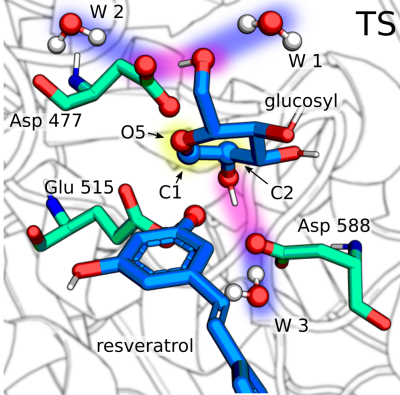 W 2
TS
W 1
glucosyl
Asp 477
O5
Glu 515
C1
C2
Asp 588
W 3
resveratrol